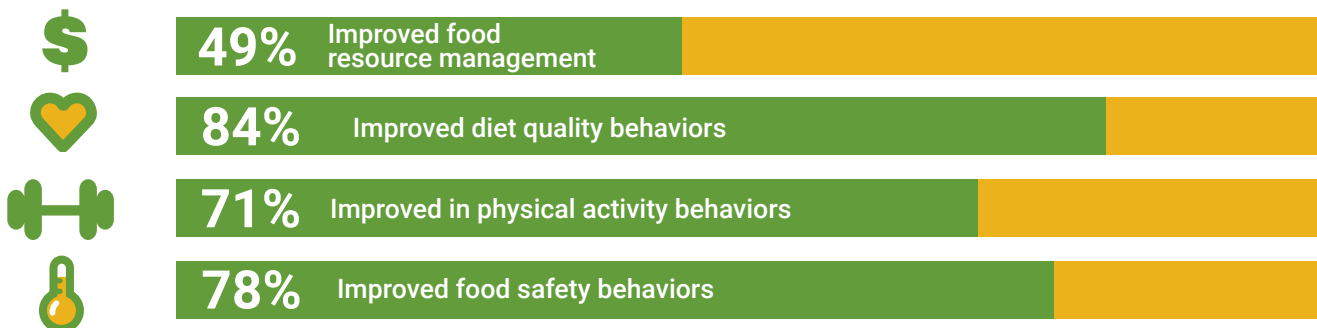 49% Improved food
resource management
84% Improved diet quality behaviors
71% Improved in physical activity behaviors
78% Improved food safety behaviors